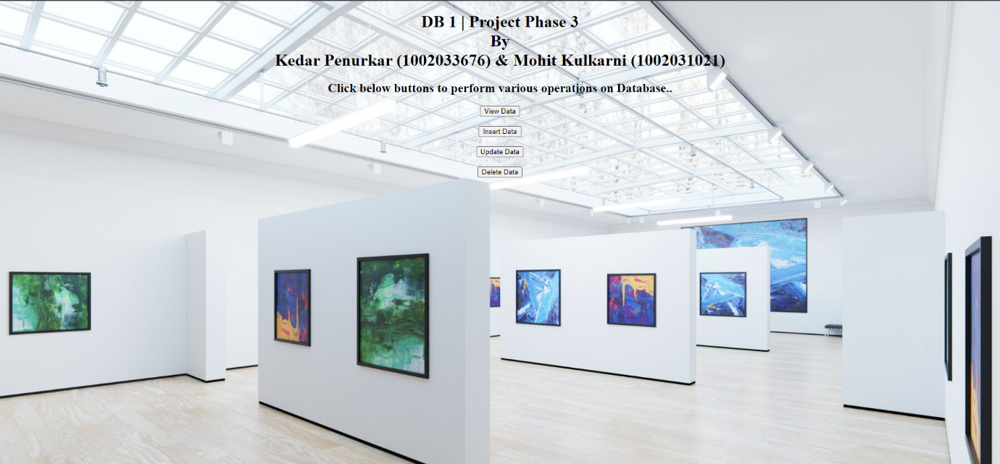 DB 1 | Project Phase 3
By
Kedar Penurkar (1002033676) & Mohit Kulkarni (1002031021)
Click below buttons to perform various operations on Database..
View Data
Insert Data
Update Data
Delete Data